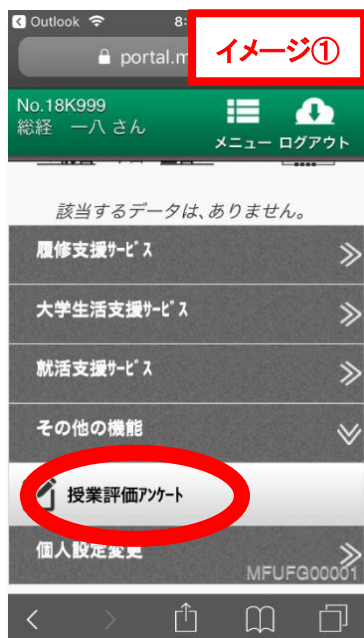 Outlook 8:
イメージ①
portal.m
No.18K999
総経 一八 さん
メニュー ログアウト
該当するデータは、ありません。
履修支援ｻｰﾋﾞｽ
大学生活支援ｻｰﾋﾞｽ
就活支援ｻｰﾋﾞｽ
その他の機能
授業評価ｱﾝｹｰﾄ
個人設定変更
MFUFG00001